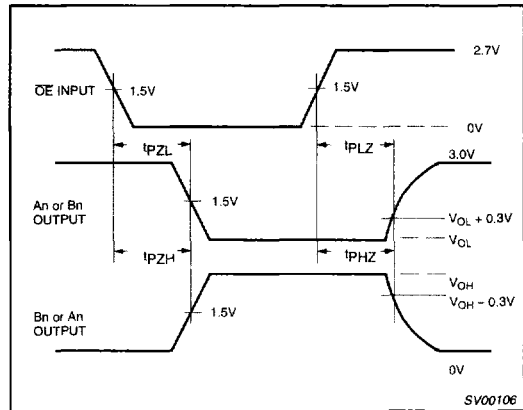 2.7V
OE INPUT
1.5V
1.5V
0V
tPZL
tPLZ
3.0V
An or Bn
OUTPUT
1.5V
VOL + 0.3V
VOL
tPZH
tPHZ
VOH
VOH – 0.3V
Bn or An
OUTPUT
1.5V
0V
SV00106